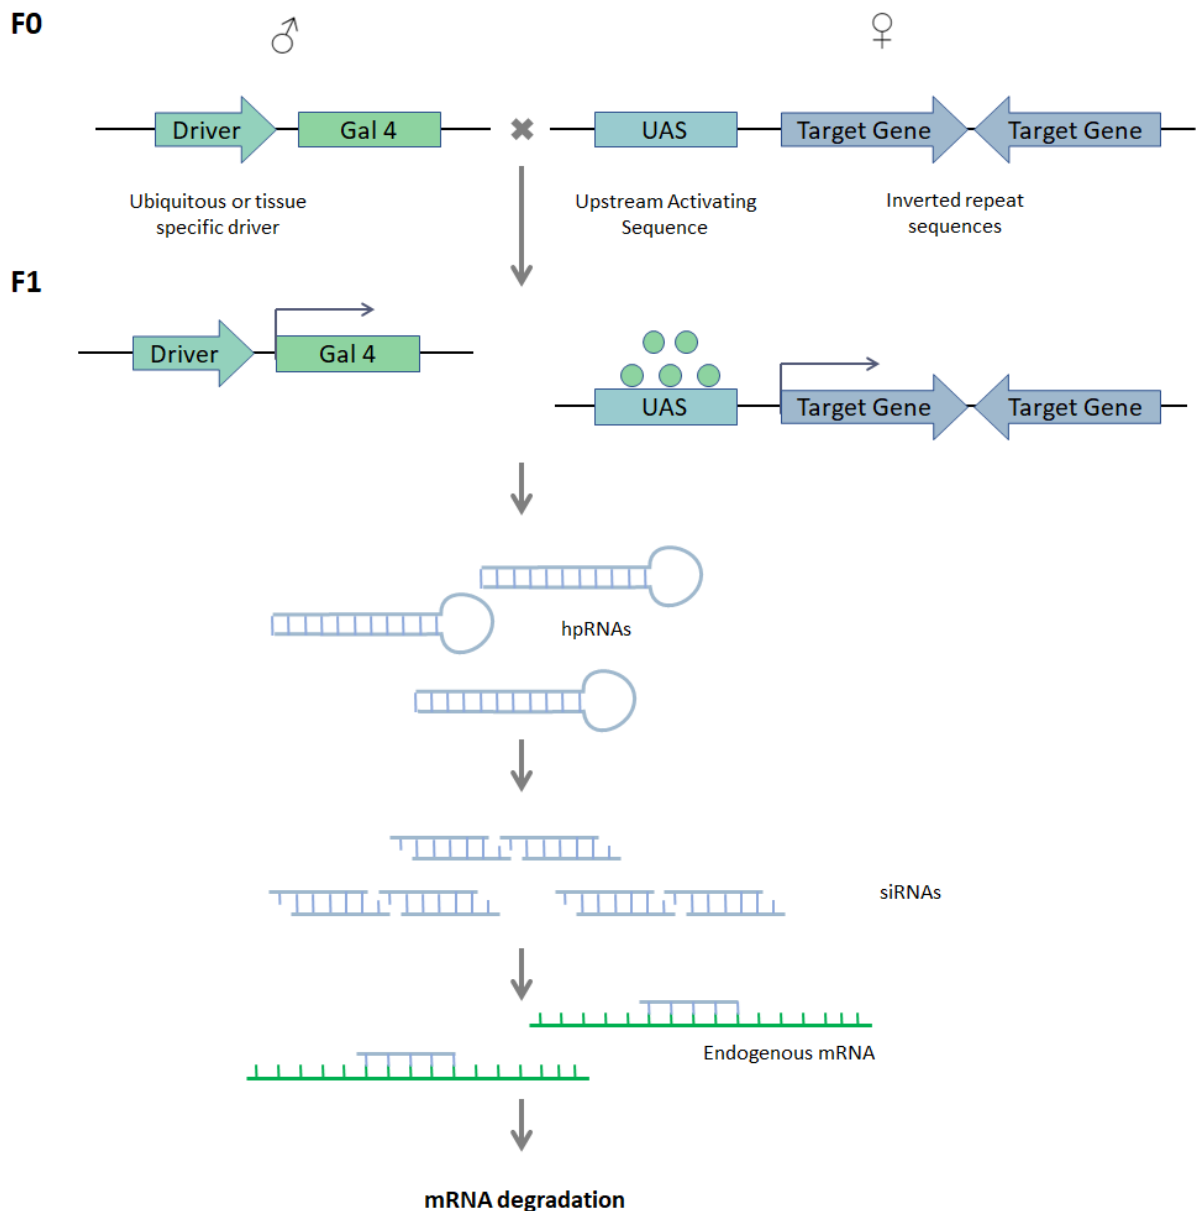 F0
♂
♀
Driver
Gal 4
UAS
Target Gene
Target Gene
Ubiquitous or tissue
specific driver
Upstream Activating
Sequence
Inverted repeat
sequences
F1
Driver
Gal 4
UAS
Target Gene
Target Gene
hpRNAs
siRNAs
Endogenous mRNA
mRNA degradation